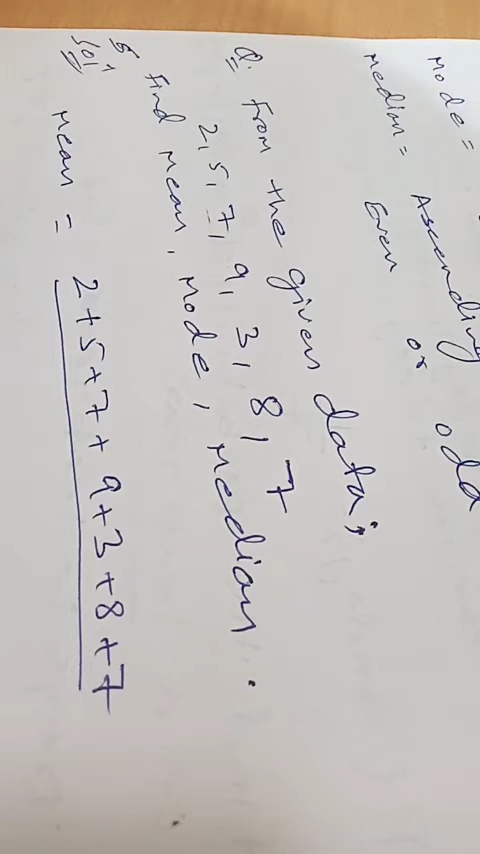 Mode =
Median = Ascending or odd
Even
Q. From the given data;
2, 5, 7, 9, 3, 8, 7
Find Mean, Mode, Median.
Sol
Mean = 2+5+7+9+3+8+7